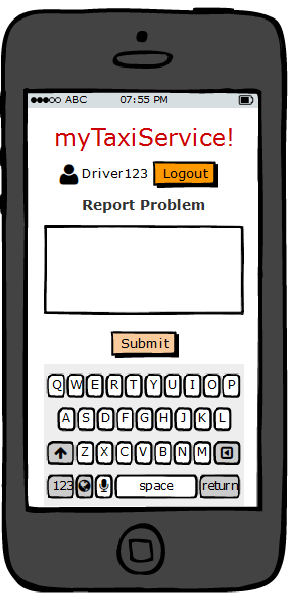 ABC 07:55 PM
myTaxiService!
Driver123 Logout
Report Problem
Submit
Q W E R T Y U I O P
A S D F G H J K L
Z X C V B N M
123 space return